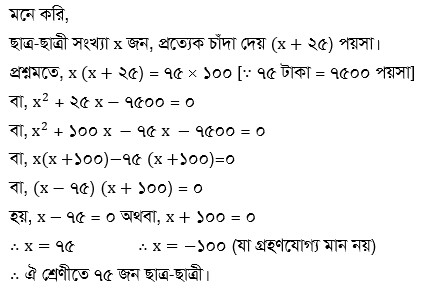 মনে করি,
ছাত্র-ছাত্রী সংখ্যা x জন, প্রত্যেক চাঁদা দেয় (x + ২৫) পয়সা।
প্রশ্নমতে, x (x + ২৫) = ৭৫ × ১০০ [∵ ৭৫ টাকা = ৭৫০০ পয়সা]
বা, x² + ২৫ x − ৭৫০০ = ০
বা, x² + ১০০ x − ৭৫ x − ৭৫০০ = ০
বা, x(x +১০০)−৭৫ (x +১০০)=০
বা, (x − ৭৫) (x + ১০০) = ০
হয়, x − ৭৫ = ০ অথবা, x + ১০০ = ০
∴ x = ৭৫ ∴ x = −১০০ (যা গ্রহণযোগ্য মান নয়)
∴ ঐ শ্রেণীতে ৭৫ জন ছাত্র-ছাত্রী।